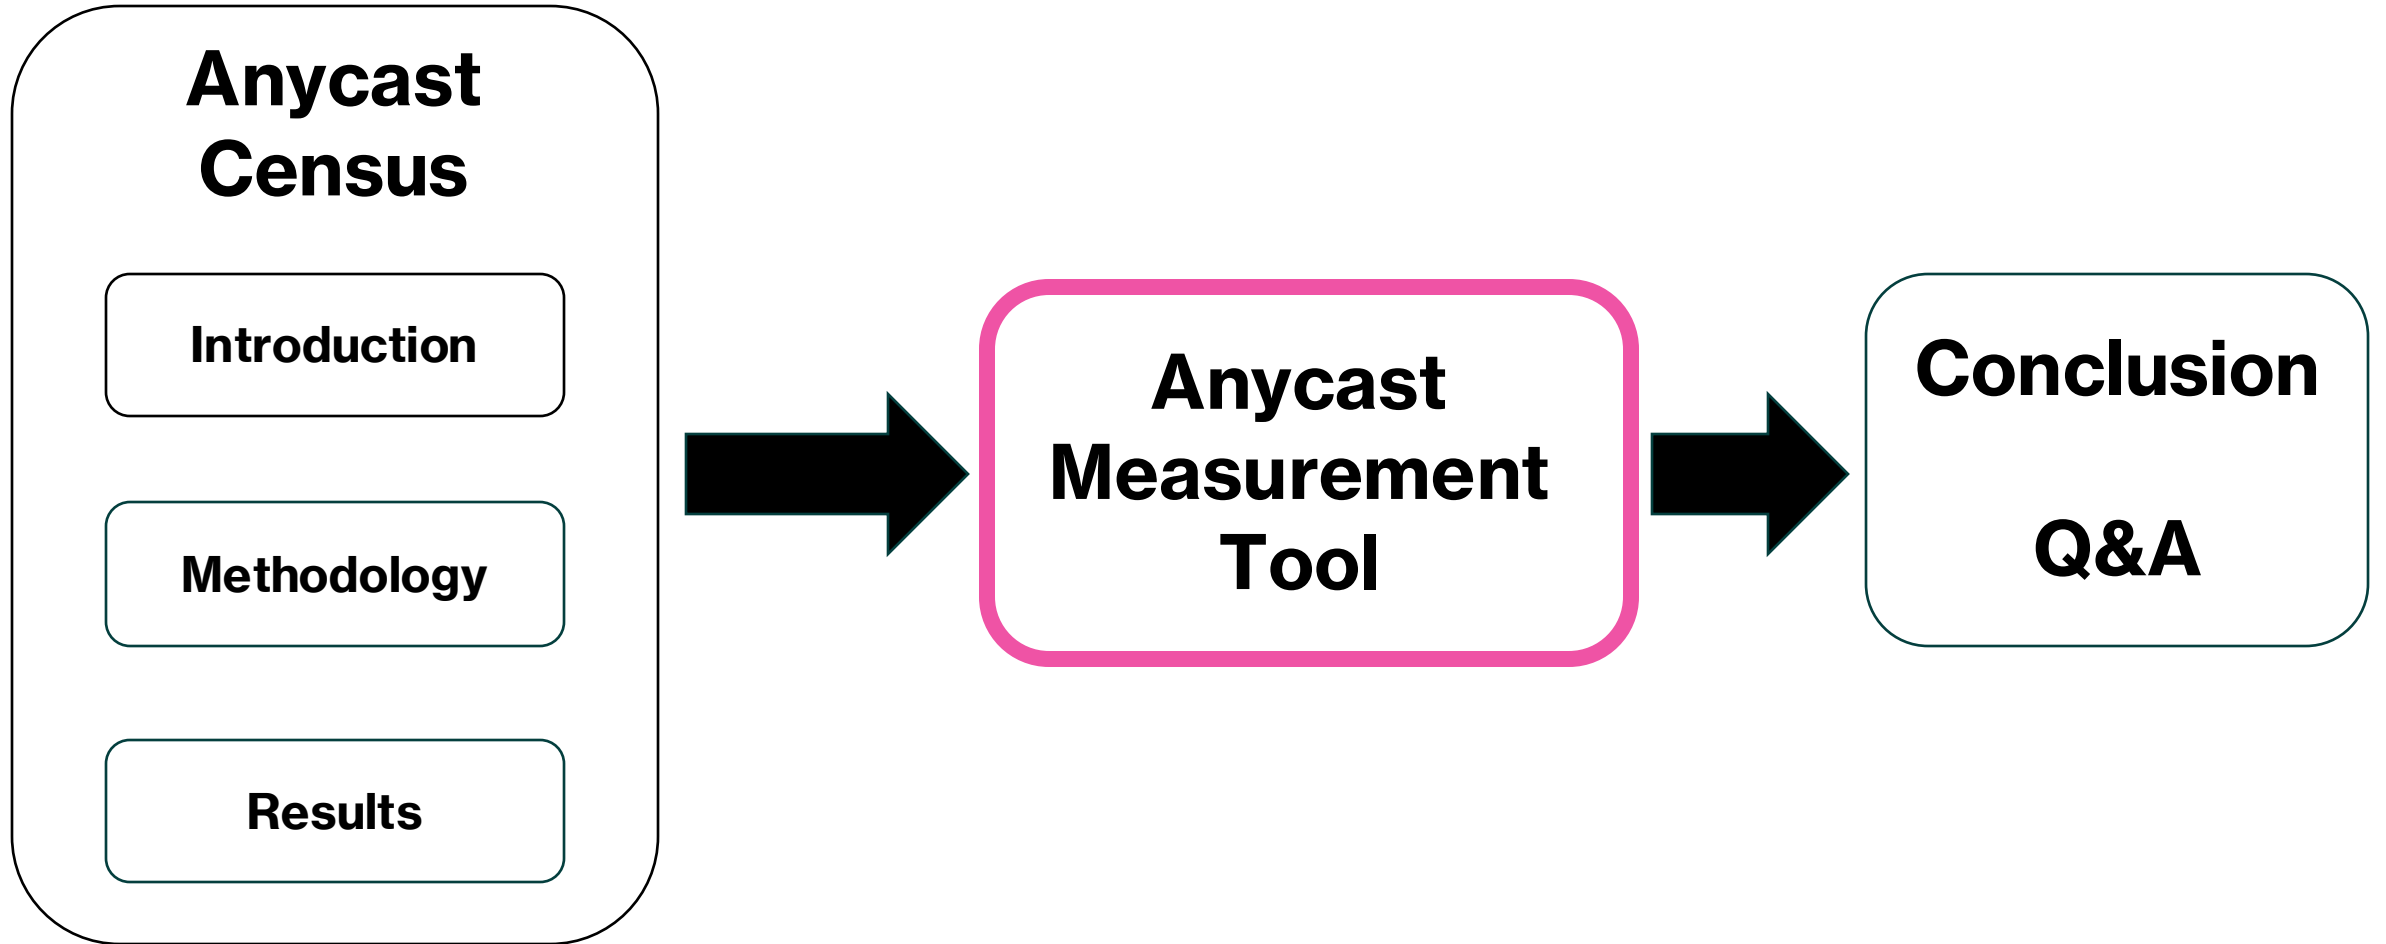 Anycast
Census
Introduction
Methodology
Results
Anycast
Measurement
Tool
Conclusion
Q&A